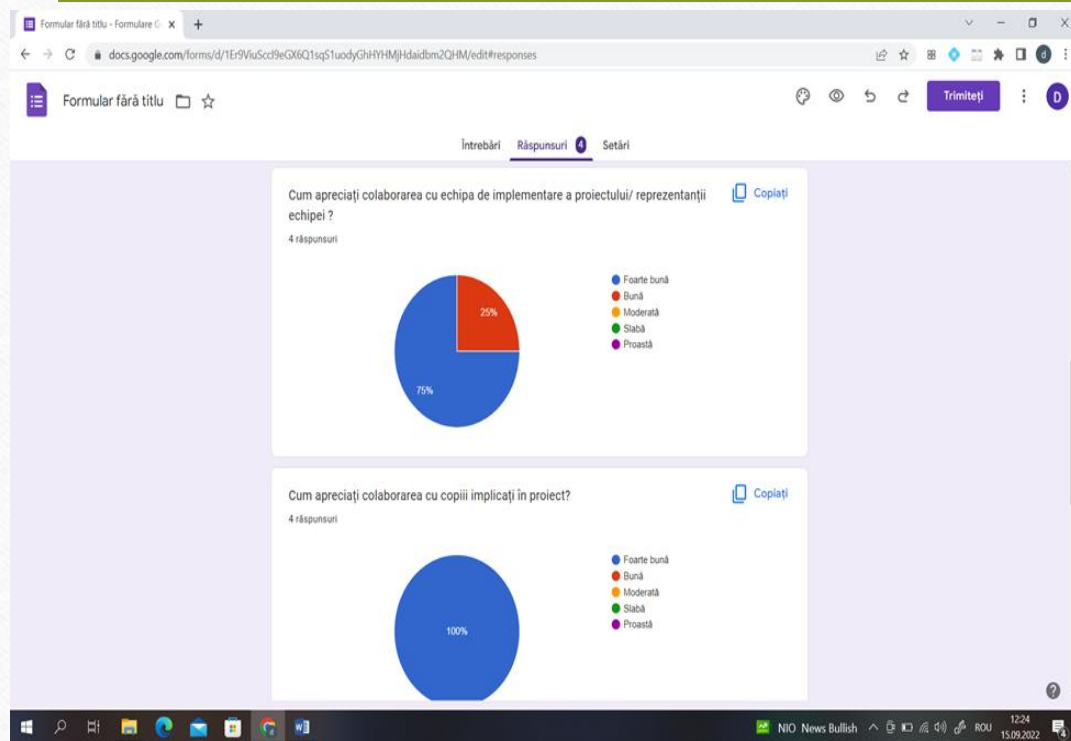 Formular fără titlu - Formulare G
docs.google.com/forms/d/1Er9ViuSccl9eGX6Q1sqS1uodyGhHYHMjHdaidbm2QHM/edit#responses
d
Formular fără titlu
Trimiteți
D
Întrebări Răspunsuri 4 Setări
Cum apreciați colaborarea cu echipa de implementare a proiectului/ reprezentanții
echipei ?
Copiați
4 răspunsuri
25%
75%
Foarte bună
Bună
Moderată
Slabă
Proastă
Cum apreciați colaborarea cu copiii implicați în proiect?
Copiați
4 răspunsuri
100%
Foarte bună
Bună
Moderată
Slabă
Proastă
NIO News Bullish
ROU
12:24
15.09.2022
4